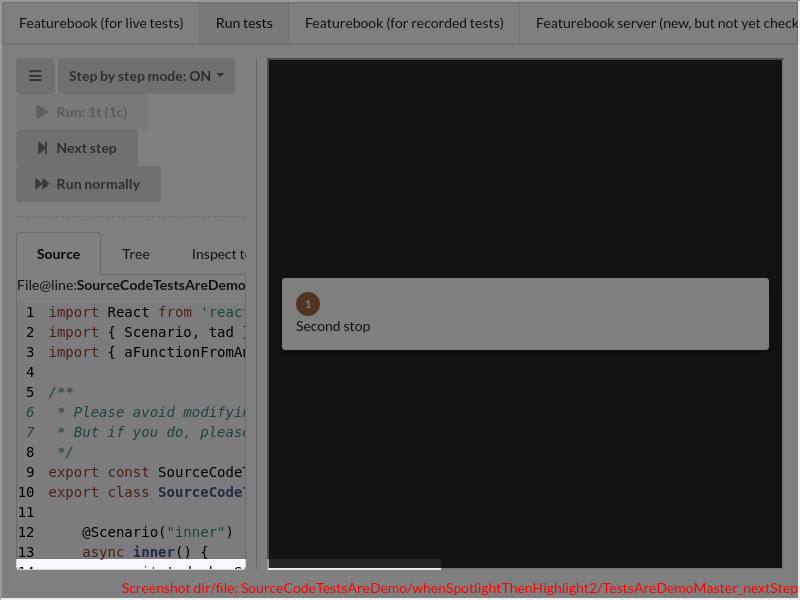 Featurebook (for live tests)
Run tests
Featurebook (for recorded tests)
Featurebook server (new, but not yet check
Step by step mode: ON
Run: 1t (1c)
Next step
Run normally
Source
Tree
Inspect
File@line:SourceCodeTestsAreDemo
1 import React from 'reac
2 import { Scenario, tad
3 import { aFunctionFromAn
4
5 /**
6 * Please avoid modifyin
7 * But if you do, please
8 */
9 export const SourceCodeT
10 export class SourceCodeT
11
12 @Scenario("inner")
13 async inner() {
1
Second stop
Screenshot dir/file: SourceCodeTestsAreDemo/whenSpotlightThenHighlight2/TestsAreDemoMaster_nextStep